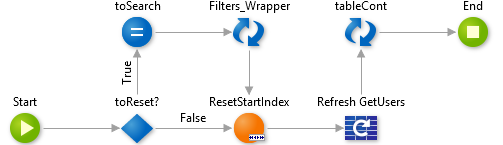 toSearch Filters_Wrapper tableCont End
True
Start toReset? ResetStartIndex Refresh GetUsers
False